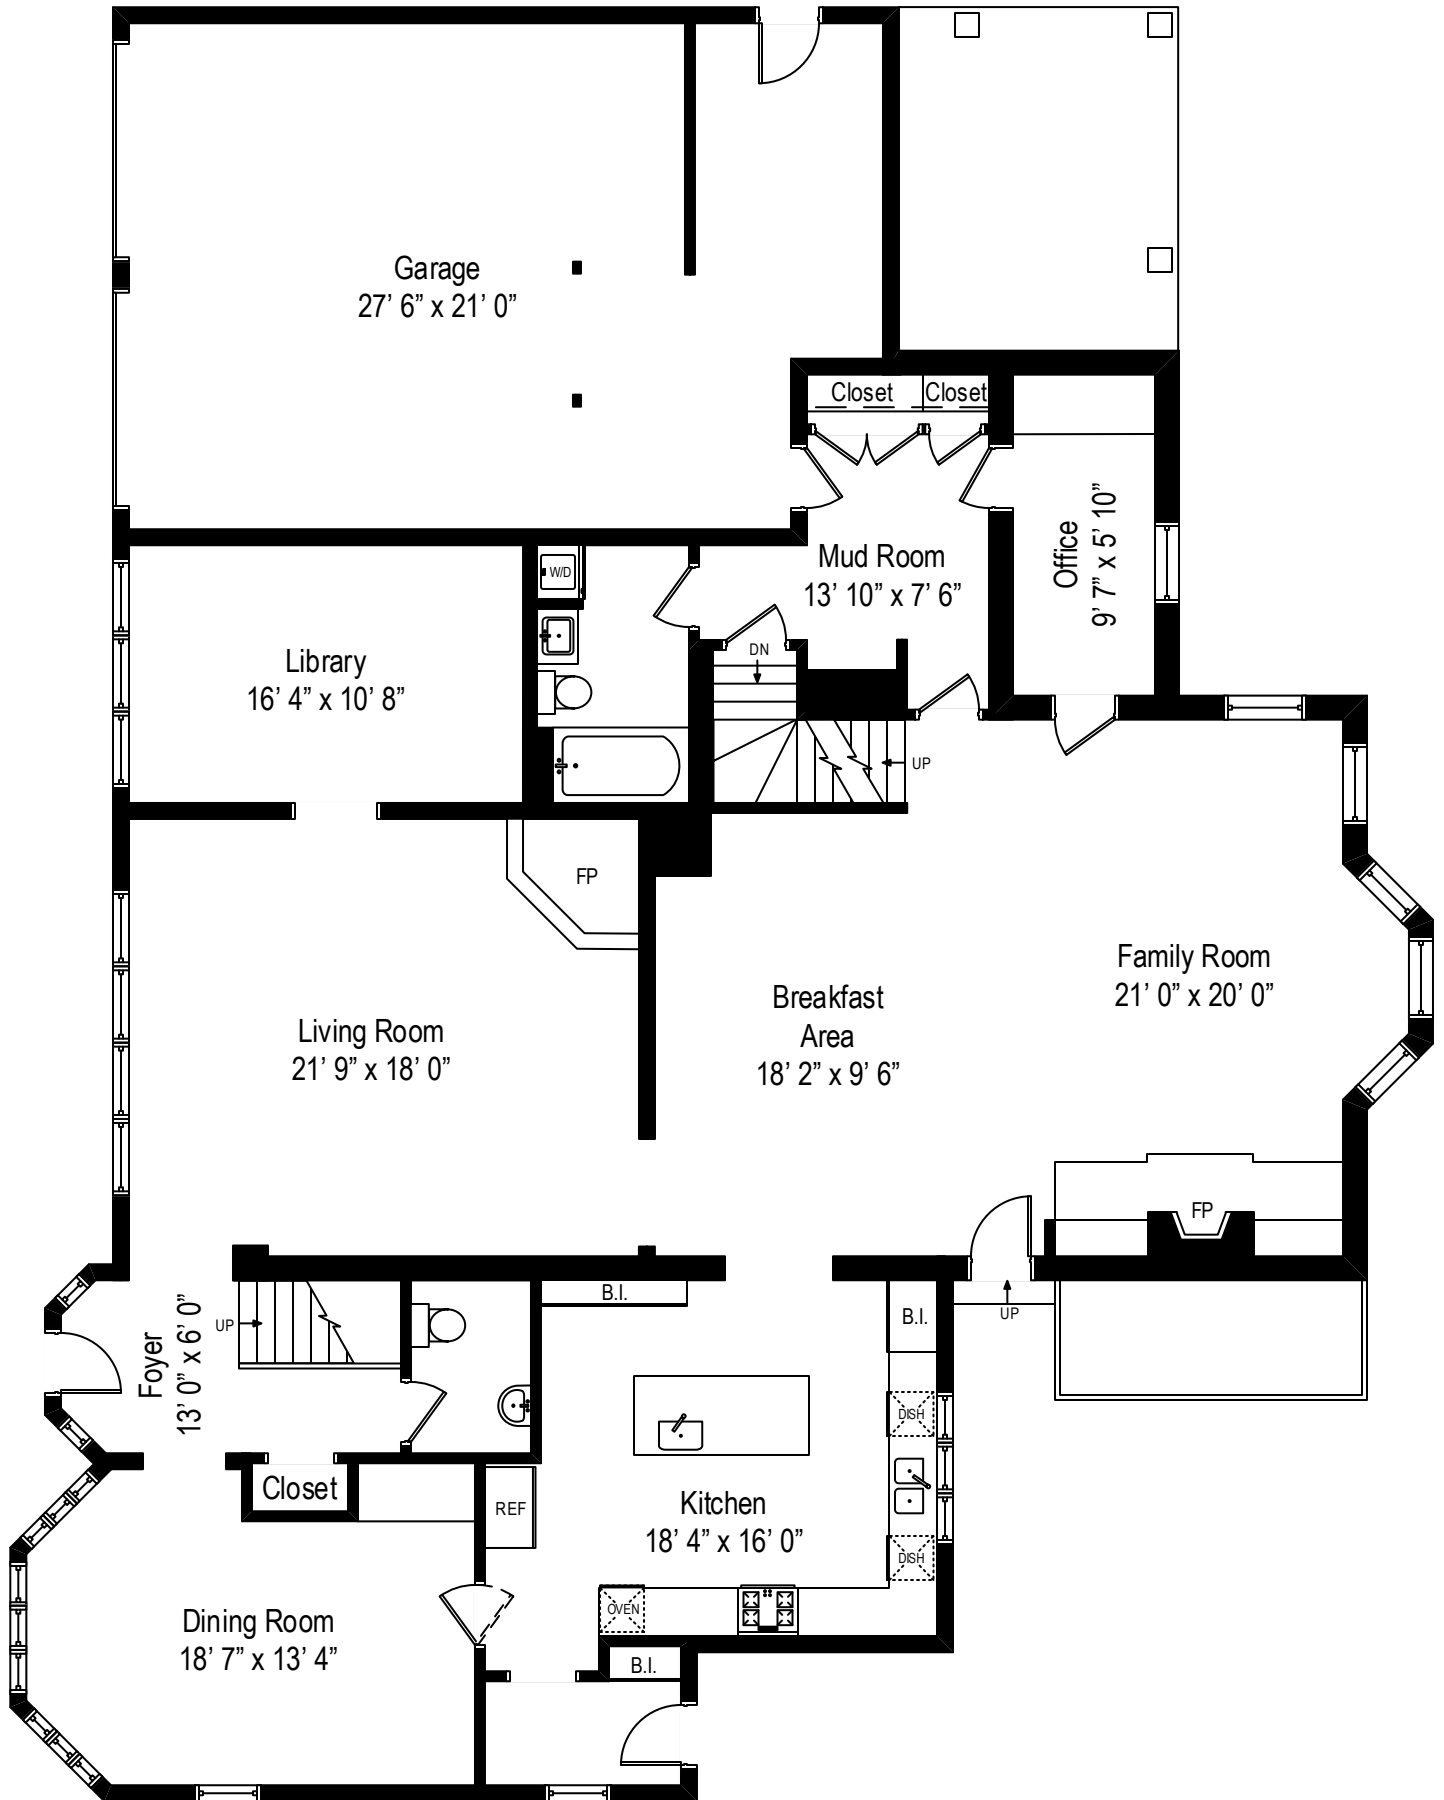 Garage
27’ 6” x 21’ 0”
Closet
Closet
Mud Room
13’ 10” x 7’ 6”
Office
9’ 7” x 5’ 10”
W/D
DN
Library
16’ 4” x 10’ 8”
UP
FP
Family Room
21’ 0” x 20’ 0”
Breakfast
Area
18’ 2” x 9’ 6”
Living Room
21’ 9” x 18’ 0”
FP
UP
B.I.
B.I.
UP
Foyer
13’ 0” x 6’ 0”
DISH
Closet
REF
Kitchen
18’ 4” x 16’ 0”
DISH
OVEN
Dining Room
18’ 7” x 13’ 4”
B.I.